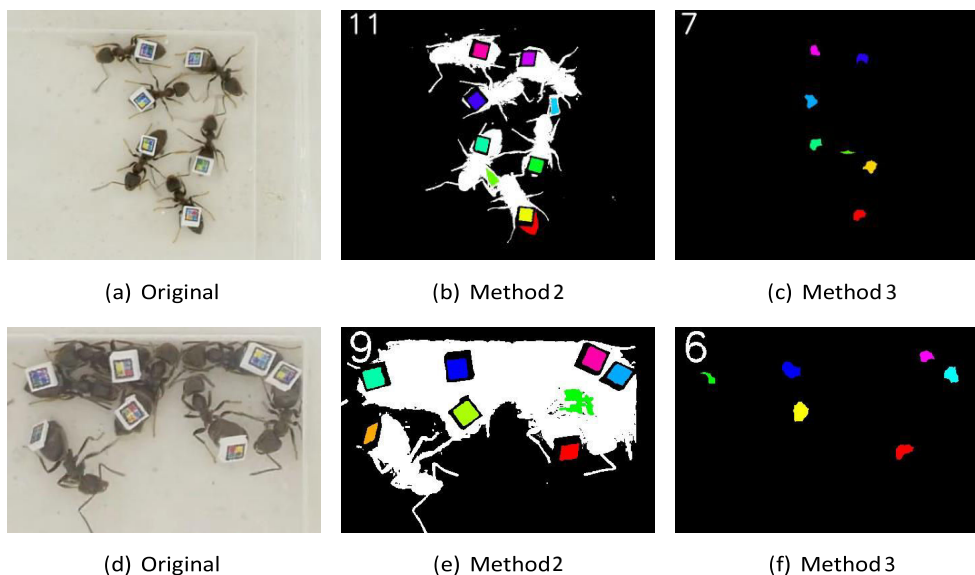 11
7
(a) Original
(b) Method 2
(c) Method 3
9
6
(d) Original
(e) Method 2
(f) Method 3